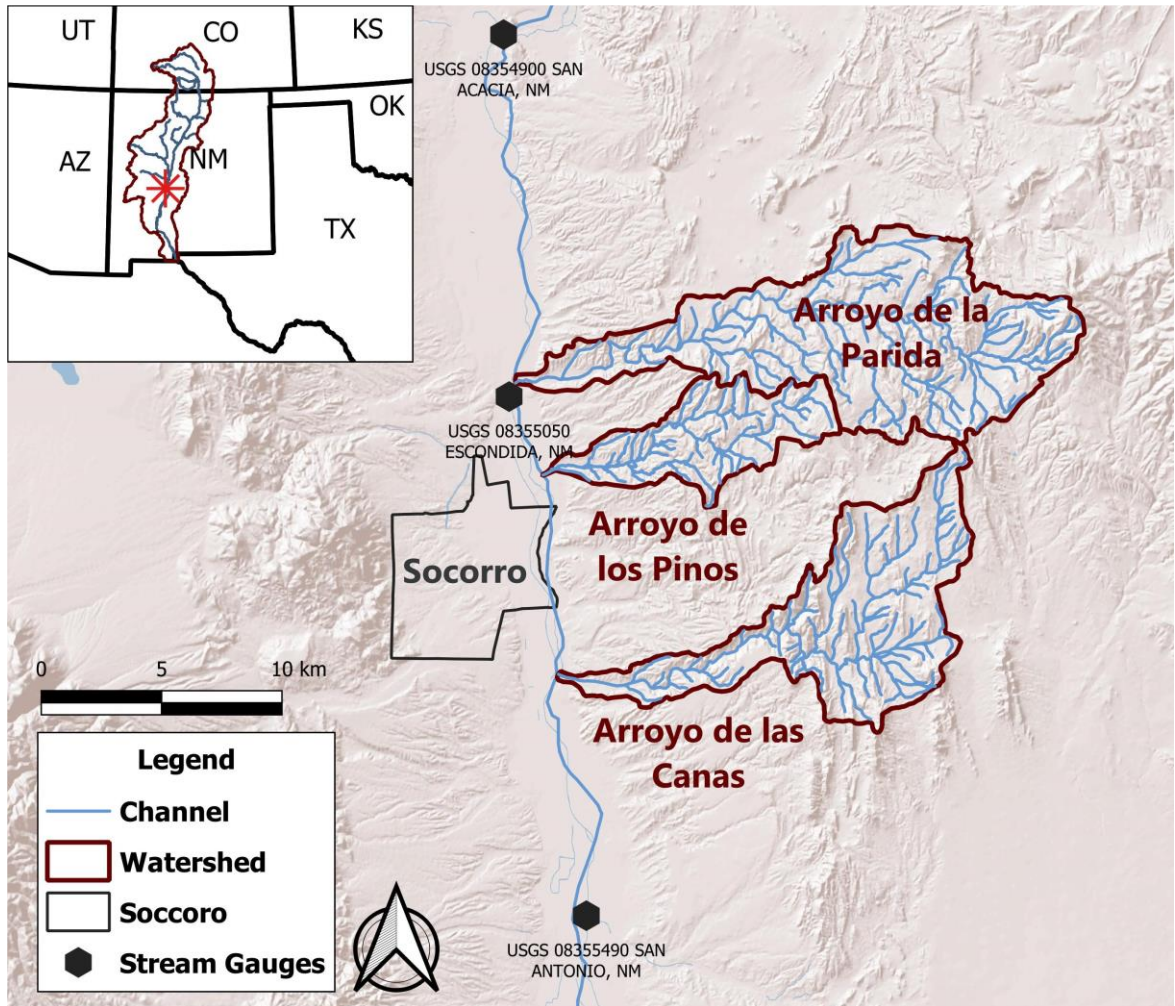 UT
CO
KS
OK
AZ
NM
TX
USGS 08354900 SAN
ACACIA, NM
Arroyo de la
Parida
USGS 08355050
ESCONDIDA, NM
Arroyo de
los Pinos
Socorro
0 5 10 km
Arroyo de las
Canas
Legend
Channel
Watershed
Soccoro
Stream Gauges
USGS 08355490 SAN
ANTONIO, NM